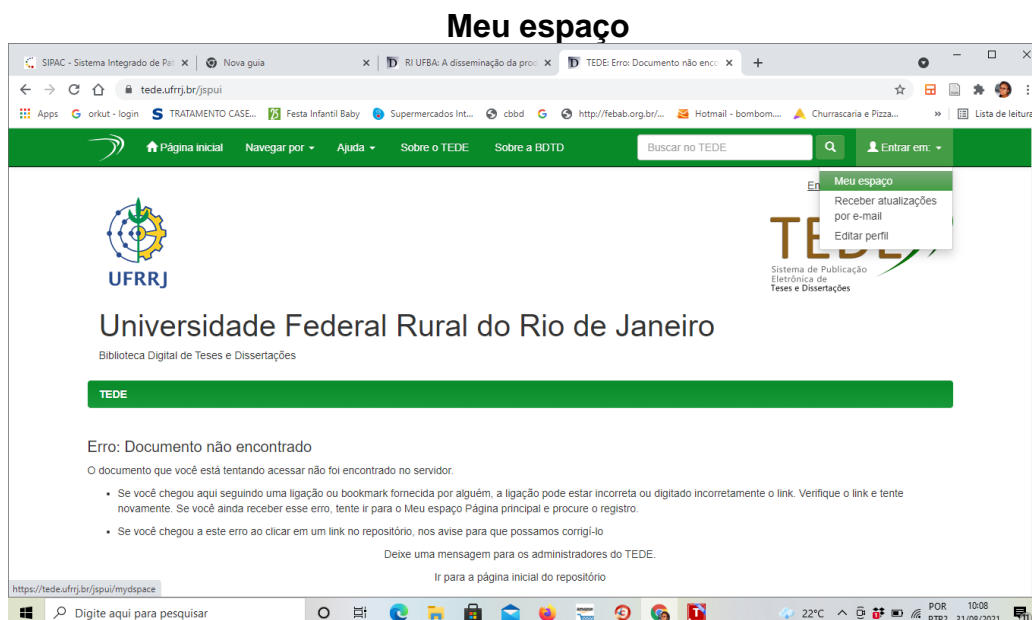 Meu espaço
SIPAC - Sistema Integrado de Pat
Nova guia
RI UFBA: A disseminação da proc
TEDE: Erro: Documento não enco
tede.ufrrj.br/jspui
Apps
orkut - login
TRATAMENTO CASE...
Festa Infantil Baby
Supermercados Int...
cbbd
http://febab.org.br/...
Hotmail - bombom....
Churrascaria e Pizza...
»
Lista de leitura
Página inicial
Navegar por
Ajuda
Sobre o TEDE
Sobre a BDTD
Buscar no TEDE
Entrar em:
Meu espaço
Receber atualizações
por e-mail
Editar perfil
UFRRJ
TEDE
Sistema de Publicação
Eletrônica de
Teses e Dissertações
Universidade Federal Rural do Rio de Janeiro
Biblioteca Digital de Teses e Dissertações
TEDE
Erro: Documento não encontrado
O documento que você está tentando acessar não foi encontrado no servidor.
• Se você chegou aqui seguindo uma ligação ou bookmark fornecida por alguém, a ligação pode estar incorreta ou digitado incorretamente o link. Verifique o link e tente
novamente. Se você ainda receber esse erro, tente ir para o Meu espaço Página principal e procure o registro.
• Se você chegou a este erro ao clicar em um link no repositório, nos avise para que possamos corrigí-lo
Deixe uma mensagem para os administradores do TEDE.
Ir para a página inicial do repositório
https://tede.ufrrj.br/jspui/mydspace
Digite aqui para pesquisar
22°C
POR
PTB2
10:08
31/08/2021